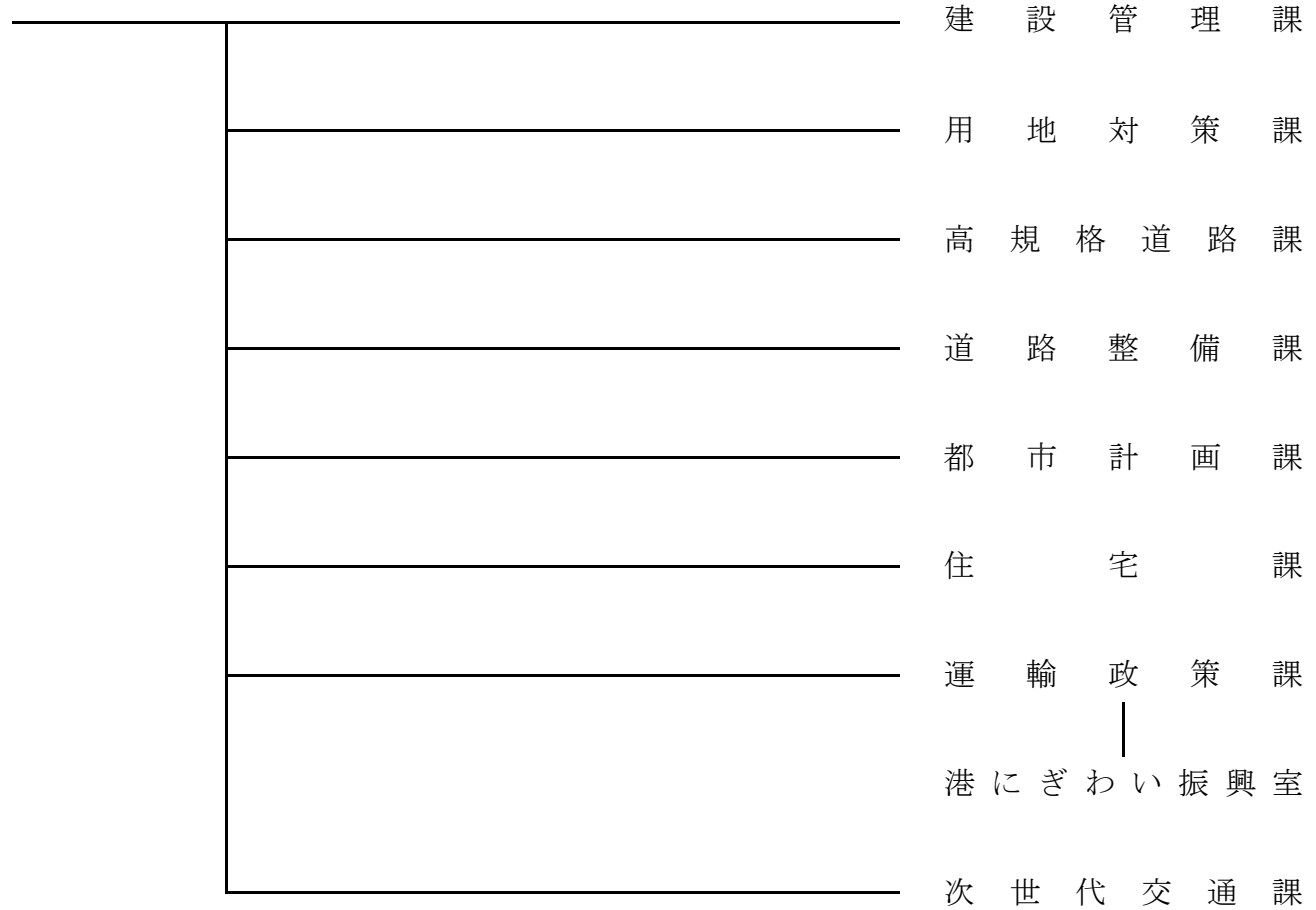 建設管理課
用地対策課
高規格道路課
道路整備課
都市計画課
住宅課
運輸政策課
港にぎわい振興室
次世代交通課